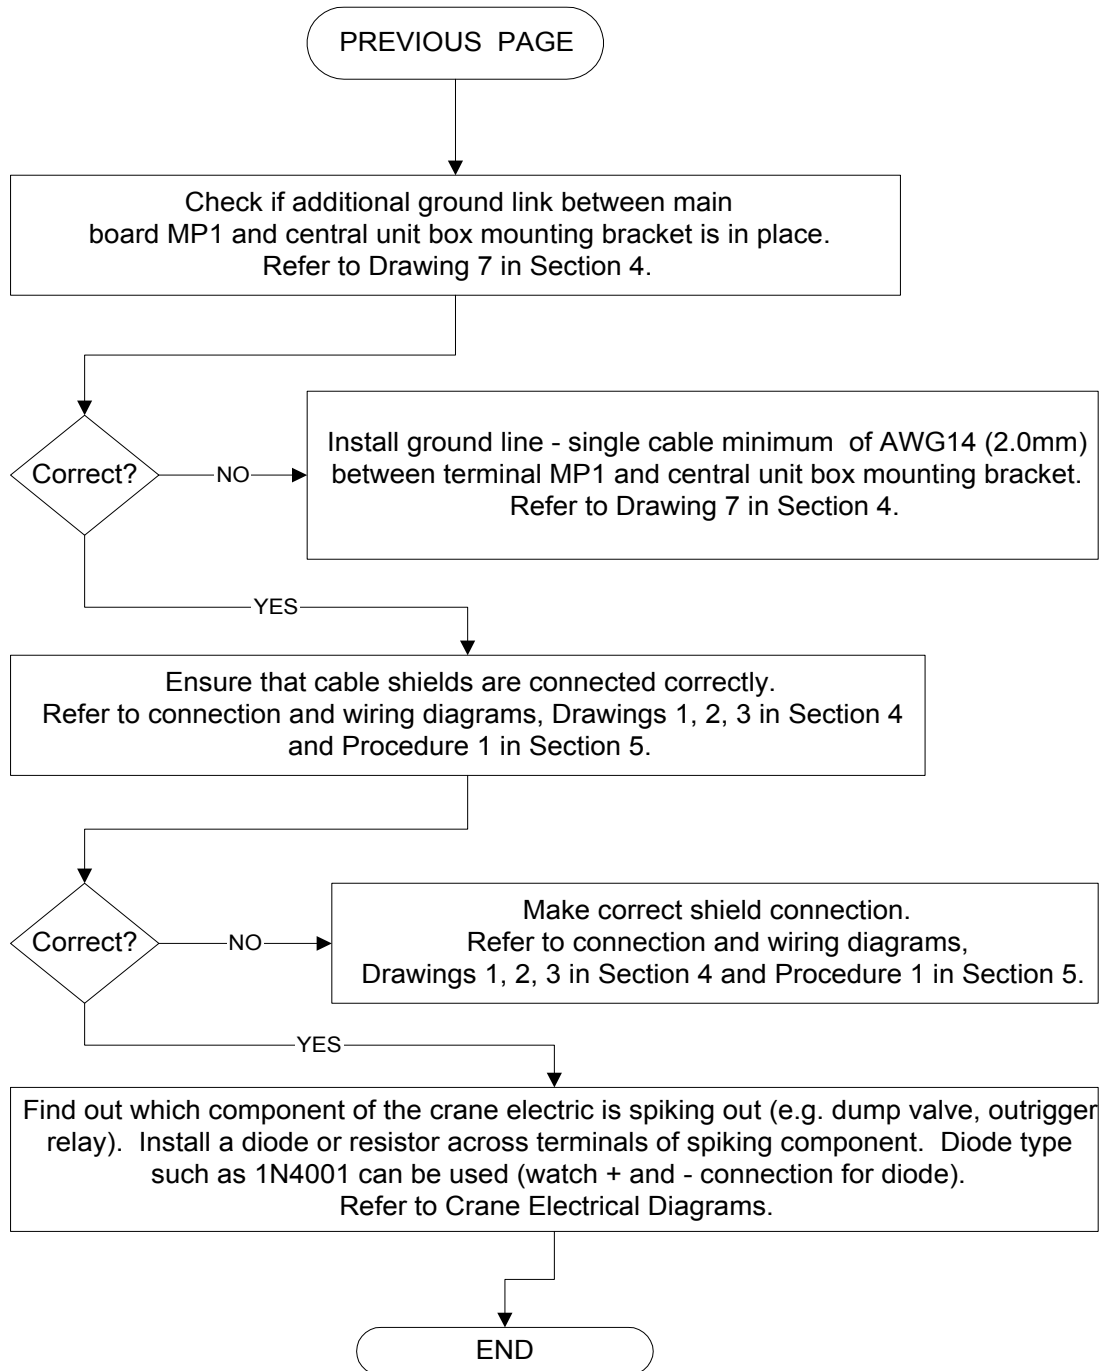 PREVIOUS PAGE
Check if additional ground link between main
board MP1 and central unit box mounting bracket is in place.
Refer to Drawing 7 in Section 4.
Correct?
NO
Install ground line - single cable minimum of AWG14 (2.0mm)
between terminal MP1 and central unit box mounting bracket.
Refer to Drawing 7 in Section 4.
YES
Ensure that cable shields are connected correctly.
Refer to connection and wiring diagrams, Drawings 1, 2, 3 in Section 4
and Procedure 1 in Section 5.
Correct?
NO
Make correct shield connection.
Refer to connection and wiring diagrams,
Drawings 1, 2, 3 in Section 4 and Procedure 1 in Section 5.
YES
Find out which component of the crane electric is spiking out (e.g. dump valve, outrigger
relay). Install a diode or resistor across terminals of spiking component. Diode type
such as 1N4001 can be used (watch + and - connection for diode).
Refer to Crane Electrical Diagrams.
END